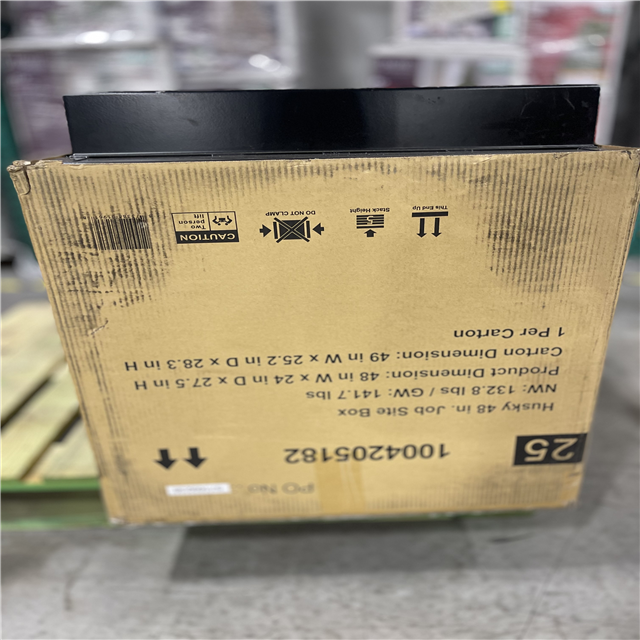 25
1004205182
Husky 48 in. Job Site Box
NW: 132.8 lbs / GW: 141.7 lbs
Product Dimension: 48 in W x 24 in D x 27.5 in H
Carton Dimension: 49 in W x 25.2 in D x 28.3 in H
1 Per Carton
This End Up
5
Stack Height
DO NOT CLAMP
CAUTION
Two
person
lift